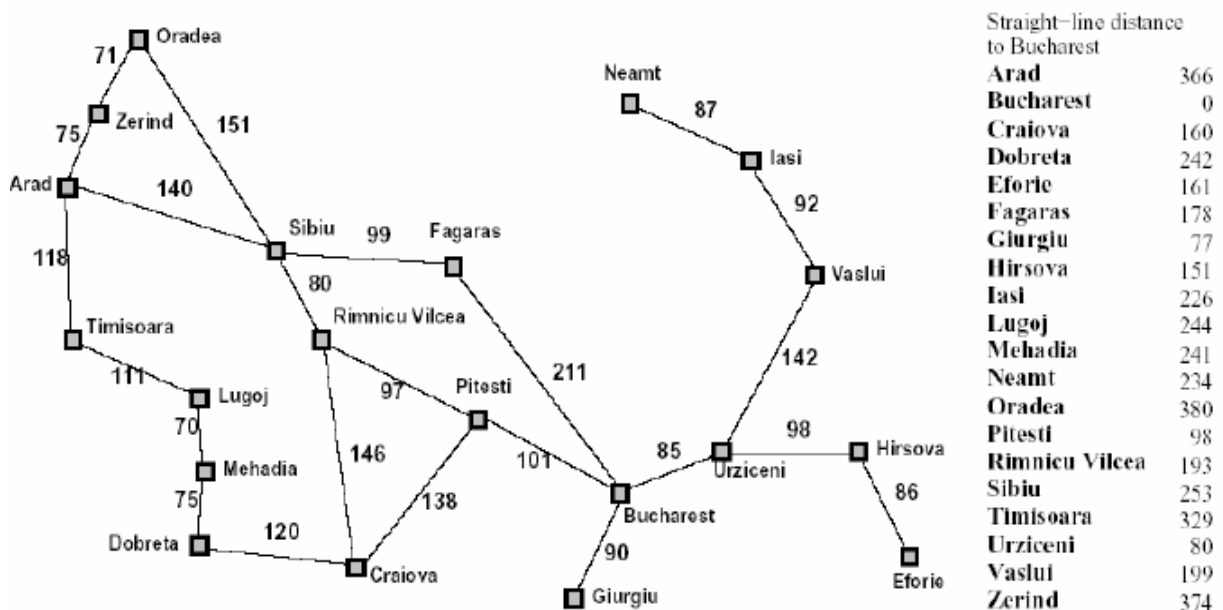 Oradea
71
Neamt
87
Zerind
151
75
Iasi
Arad
140
92
Sibiu
99
Fagaras
118
80
Vaslui
Timisoara
Rimnicu Vilcea
142
111
211
Lugoj
97
Pitesti
70
98
Hirsova
146
85
Mehadia
101
Urziceni
86
75
138
Bucharest
Dobreta
120
90
Craiova
Eforie
Giurgiu
Straight-line distance
to Bucharest
Arad 366
Bucharest 0
Craiova 160
Dobreta 242
Eforie 161
Fagaras 178
Giurgiu 77
Hirsova 151
Iasi 226
Lugoj 244
Mehadia 241
Neamt 234
Oradea 380
Pitesti 98
Rimnicu Vilcea 193
Sibiu 253
Timisoara 329
Urziceni 80
Vaslui 199
Zerind 374